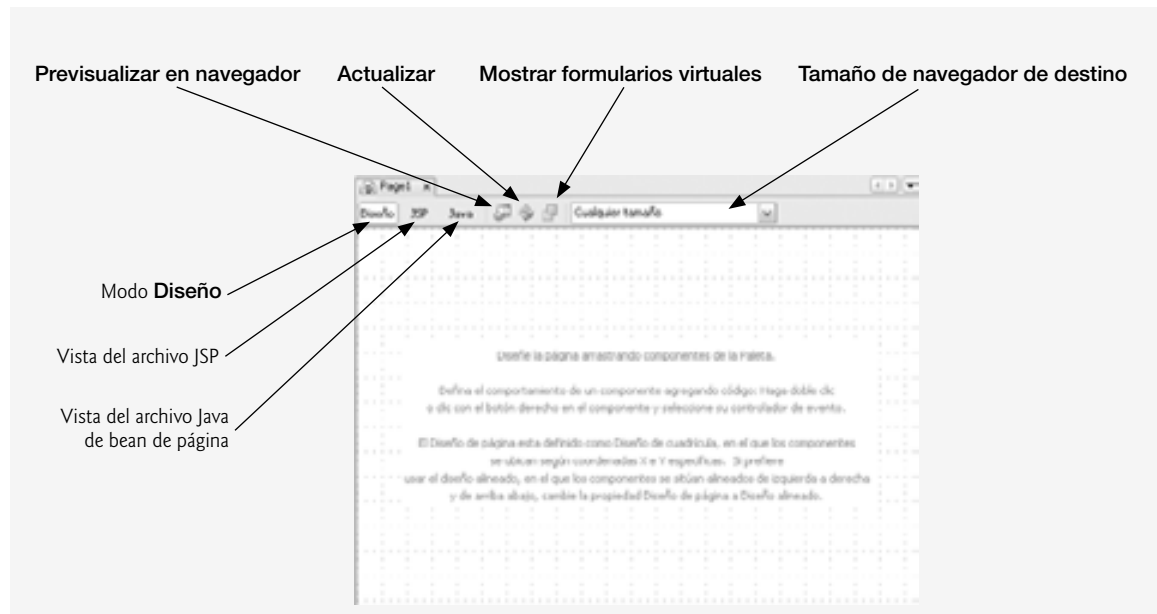 Previsualizar en navegador Actualizar Mostrar formularios virtuales Tamaño de navegador de destino
Page1 x
Diseño JSP Java Cualquier tamaño
Modo Diseño
Vista del archivo JSP
Vista del archivo Java
de bean de página
Diseñe la página arrastrando componentes de la Paleta.
Defina el comportamiento de un componente agregando código: Haga doble clic
o clic con el botón derecho en el componente y seleccione su controlador de evento.
El Diseño de página esta definido como Diseño de cuadrícula, en el que los componentes
se ubican según coordenadas X e Y específicas. Si prefiere
usar el diseño alineado, en el que los componentes se sitúan alineados de izquierda a derecha
y de arriba abajo, cambie la propiedad Diseño de página a Diseño alineado.